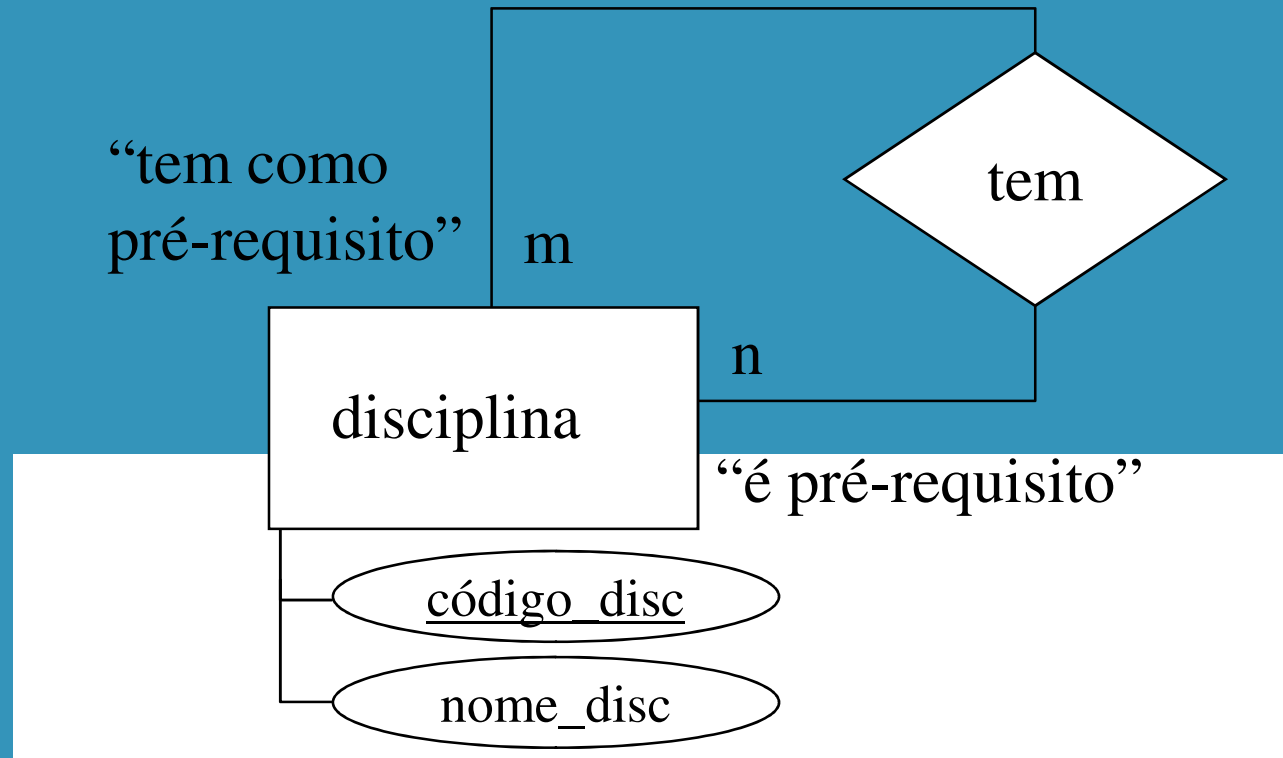 “tem como
pré-requisito”
m
tem
n
disciplina
“é pré-requisito”
código_disc
nome_disc